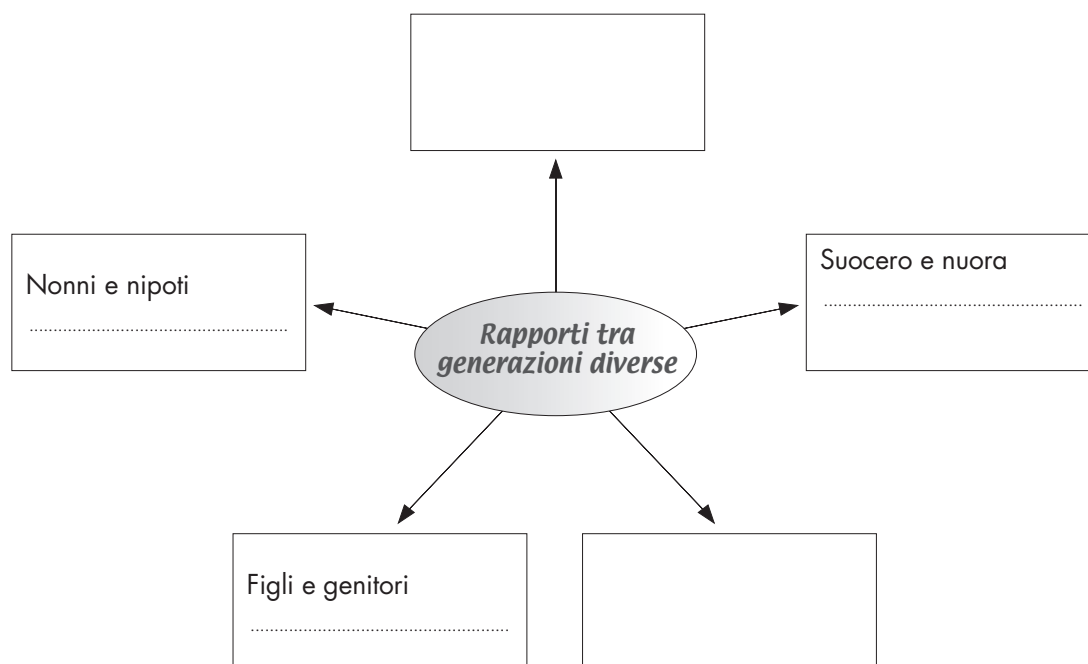 Nonni e nipoti
Suocero e nuora
Rapporti tra
generazioni diverse
Figli e genitori